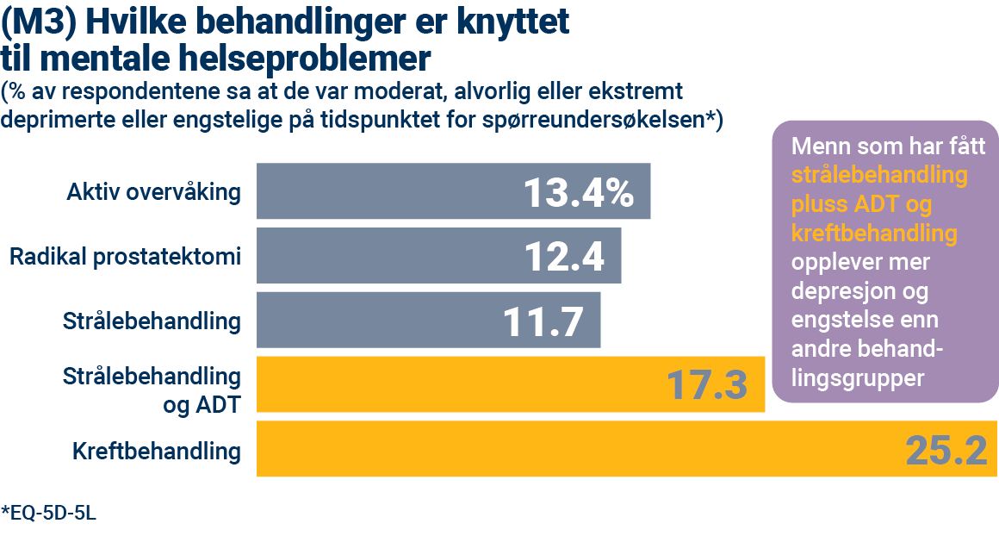 (M3) Hvilke behandlinger er knyttet
til mentale helseproblemer
(% av respondentene sa at de var moderat, alvorlig eller ekstremt
deprimerte eller engstelige på tidspunktet for spørreundersøkelsen*)
Aktiv overvåking
13.4%
Radikal prostatektomi
12.4
Strålebehandling
11.7
Strålebehandling
og ADT
17.3
Kreftbehandling
25.2
Menn som har fått
strålebehandling
pluss ADT og
kreftbehandling
opplever mer
depresjon og
engstelse enn
andre behand-
lingsgrupper
*EQ-5D-5L